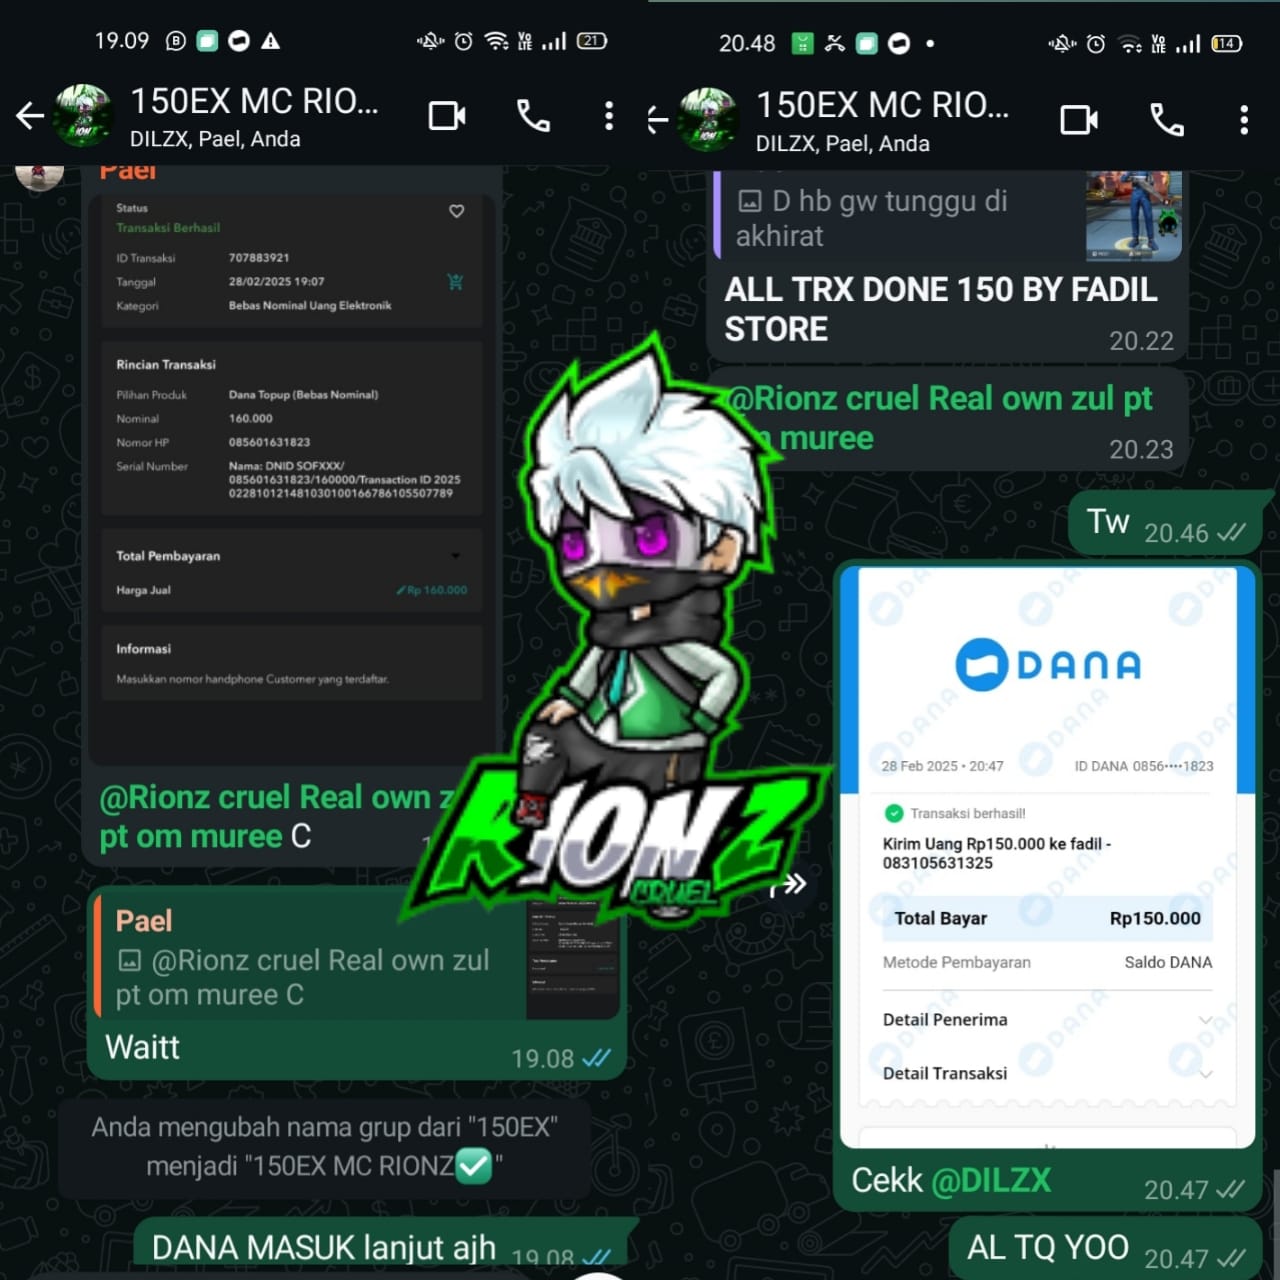 19.09
VO LTE
21
150EX MC RIO...
DILZX, Pael, Anda
Pael
Status
Transaksi Berhasil
ID Transaksi 707883921
Tanggal 28/02/2025 19:07
Kategori Bebas Nominal Uang Elektronik
Rincian Transaksi
Pilihan Produk Dana Topup (Bebas Nominal)
Nominal 160.000
Nomor HP 085601631823
Serial Number Nama: DNID SOFXXX/
085601631823/160000/Transaction ID 2025
0228101214810301001667861055077​89
Total Pembayaran
Harga Jual Rp 160.000
Informasi
Masukkan nomor handphone Customer yang terdaftar.
@Rionz cruel Real own z
pt om muree C
Pael
@Rionz cruel Real own zul
pt om muree C
Waitt
19.08
Anda mengubah nama grup dari "150EX"
menjadi "150EX MC RIONZ✅"
DANA MASUK lanjut ajh 19.08
RIONZ
CRUEL
20.48
VO LTE
14
150EX MC RIO...
DILZX, Pael, Anda
D hb gw tunggu di
akhirat
ALL TRX DONE 150 BY FADIL
STORE
20.22
@Rionz cruel Real own zul pt
muree
20.23
Tw 20.46
DANA
28 Feb 2025 • 20:47 ID DANA 0856••••1823
Transaksi berhasil!
Kirim Uang Rp150.000 ke fadil -
083105631325
Total Bayar Rp150.000
Metode Pembayaran Saldo DANA
Detail Penerima
Detail Transaksi
Cekk @DILZX 20.47
AL TQ YOO 20.47